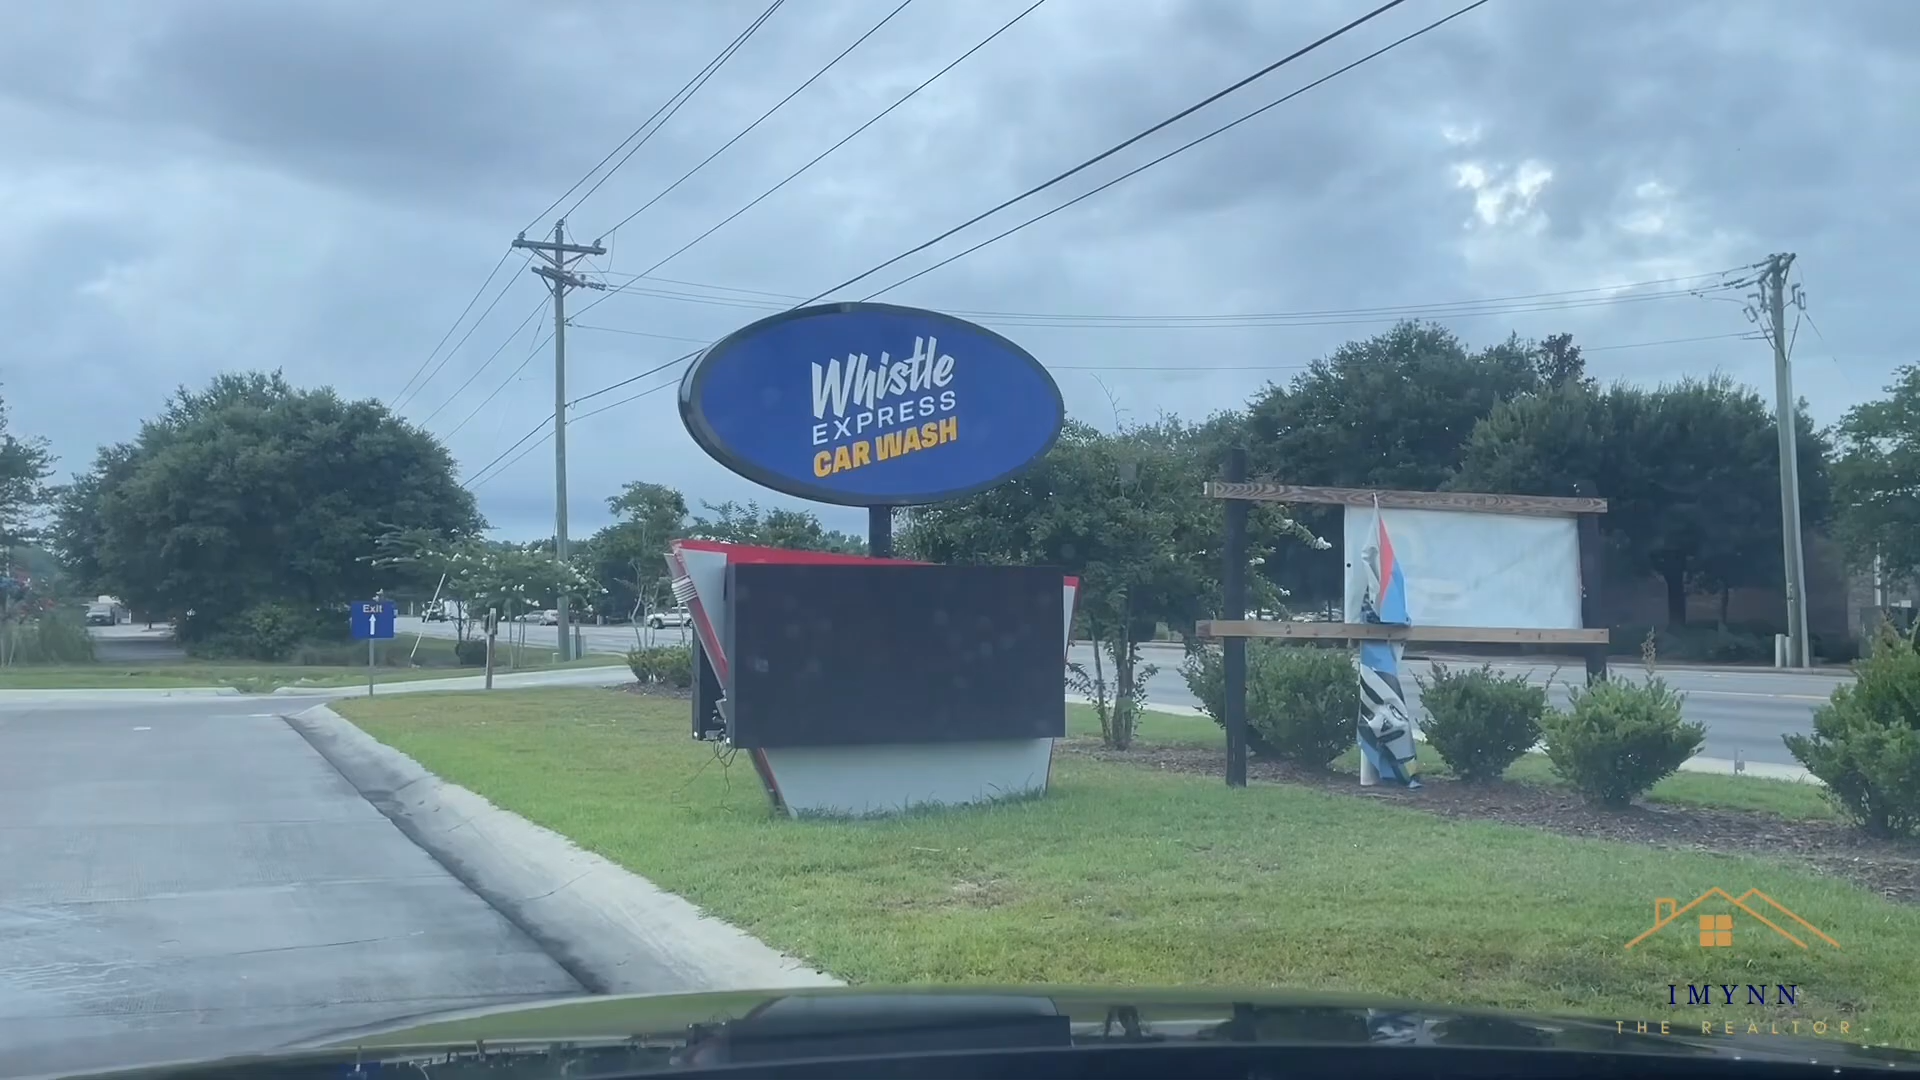 Whistle
EXPRESS
CAR WASH
Exit
IMYNN
THE REALTOR